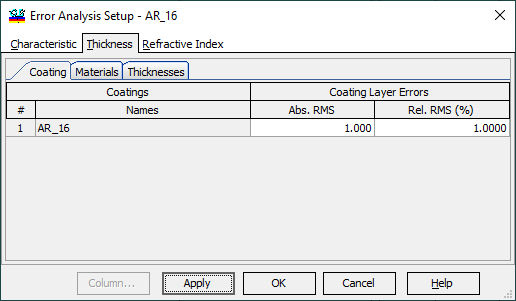 Error Analysis Setup - AR_16
Characteristic Thickness Refractive Index
Coating Materials Thicknesses
Coatings Coating Layer Errors
# Names Abs. RMS Rel. RMS (%)
1 AR_16 1.000 1.0000
Column... Apply OK Cancel Help